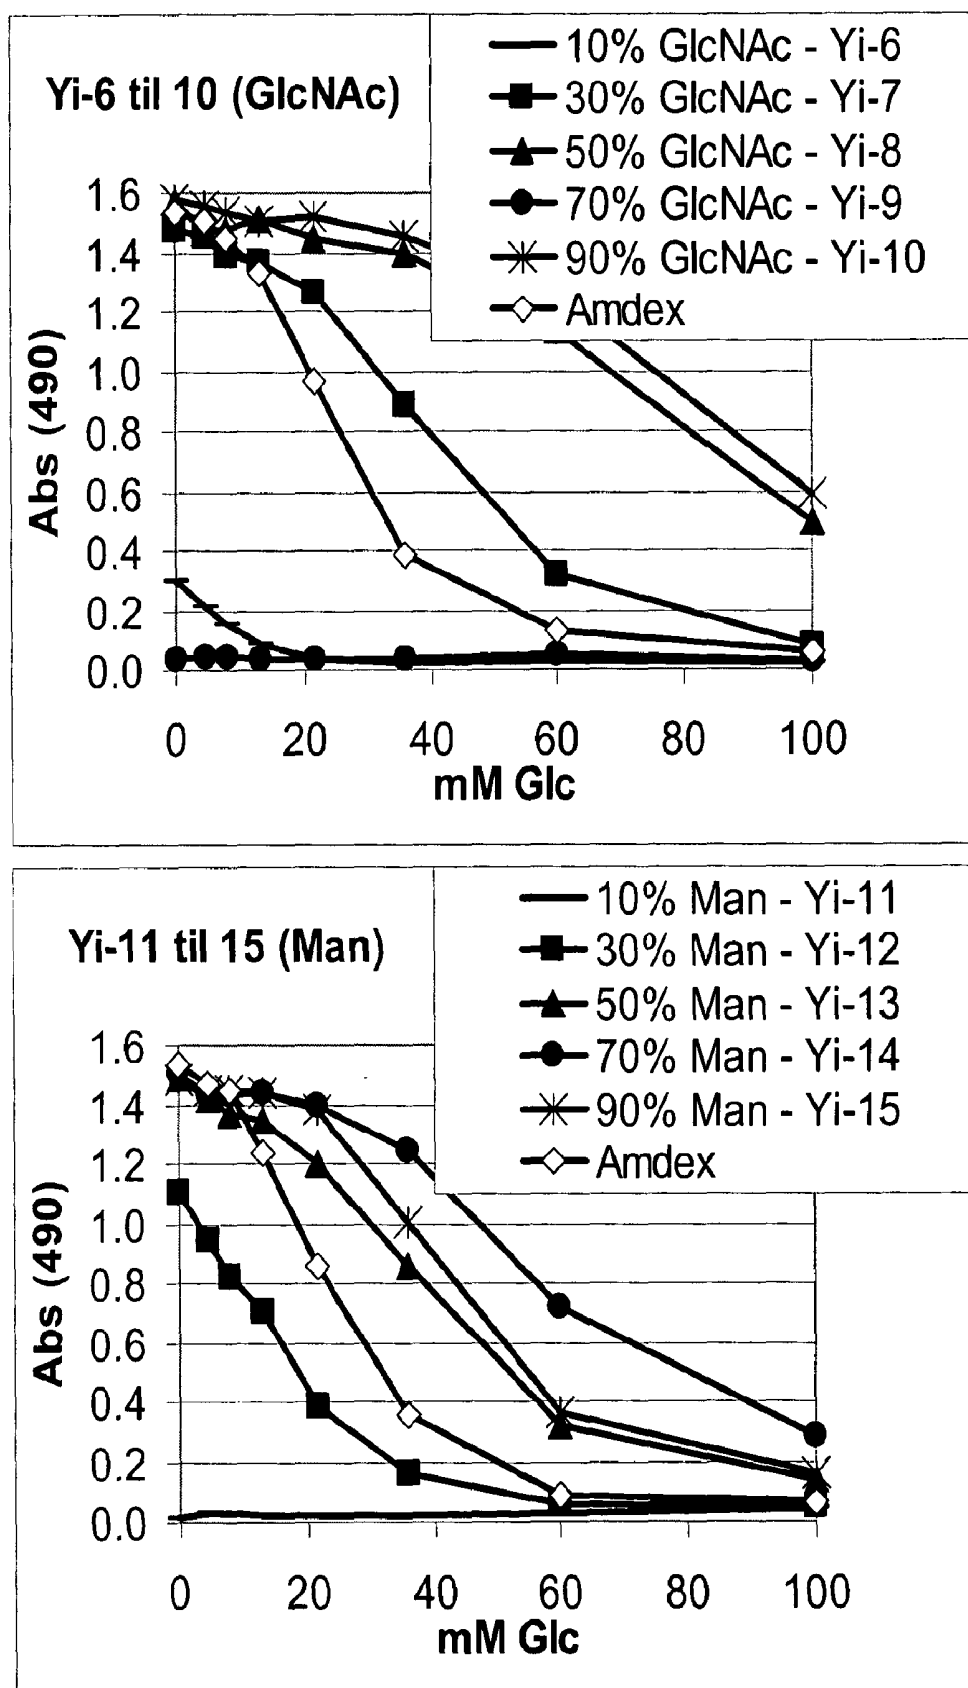 Yi-6 til 10 (GlcNAc)
10% GlcNAc - Yi-6
30% GlcNAc - Yi-7
50% GlcNAc - Yi-8
70% GlcNAc - Yi-9
90% GlcNAc - Yi-10
Amdex
1.6
1.4
1.2
1.0
0.8
0.6
0.4
0.2
0.0
Abs (490)
0 20 40 60 80 100
mM Glc
Yi-11 til 15 (Man)
10% Man - Yi-11
30% Man - Yi-12
50% Man - Yi-13
70% Man - Yi-14
90% Man - Yi-15
Amdex
1.6
1.4
1.2
1.0
0.8
0.6
0.4
0.2
0.0
Abs (490)
0 20 40 60 80 100
mM Glc